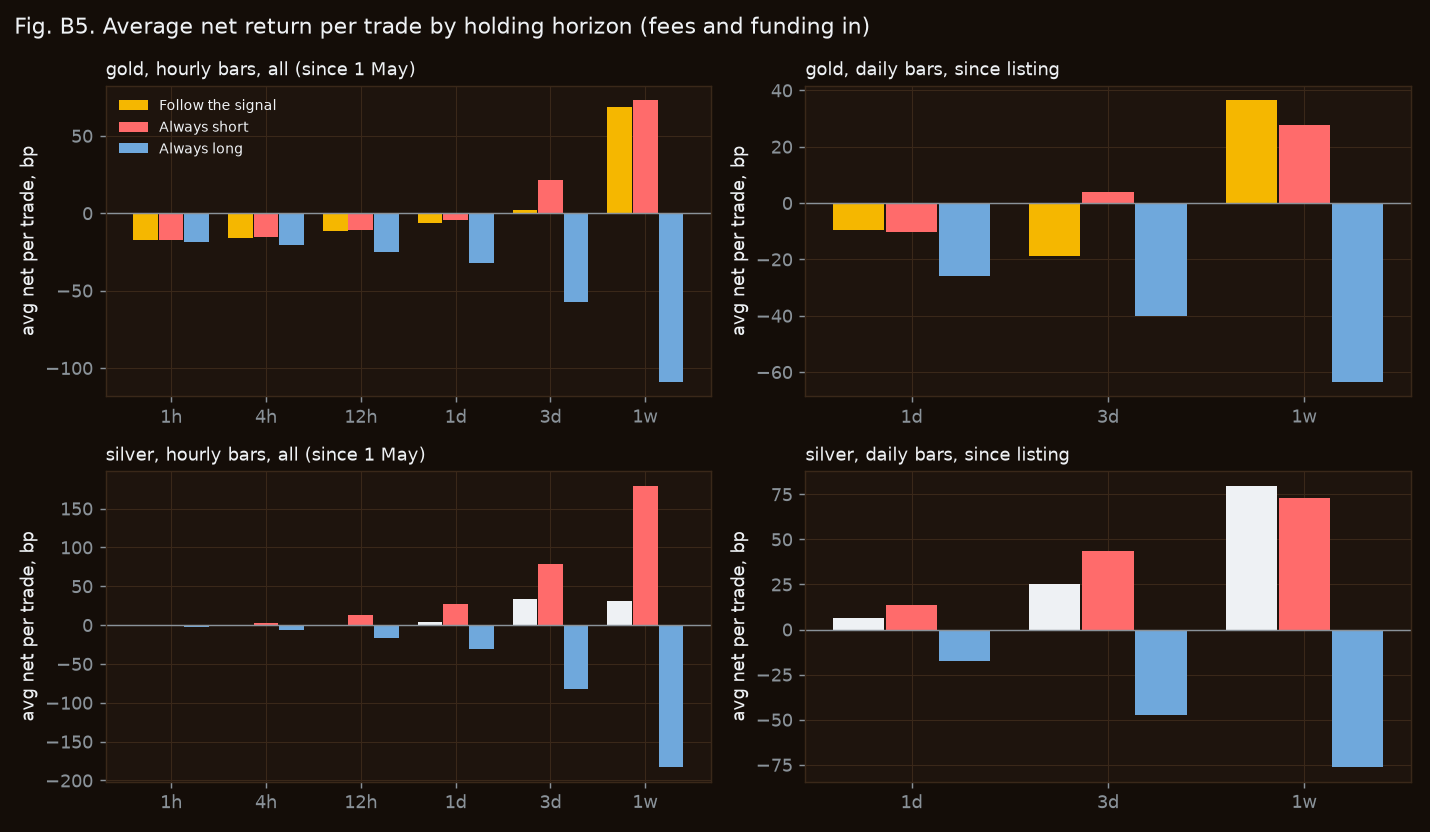 Fig. B5. Average net return per trade by holding horizon (fees and funding in)
gold, hourly bars, all (since 1 May)
avg net per trade, bp
50
0
−50
−100
Follow the signal
Always short
Always long
1h 4h 12h 1d 3d 1w
gold, daily bars, since listing
avg net per trade, bp
40
20
0
−20
−40
−60
1d 3d 1w
silver, hourly bars, all (since 1 May)
avg net per trade, bp
150
100
50
0
−50
−100
−150
−200
1h 4h 12h 1d 3d 1w
silver, daily bars, since listing
avg net per trade, bp
75
50
25
0
−25
−50
−75
1d 3d 1w